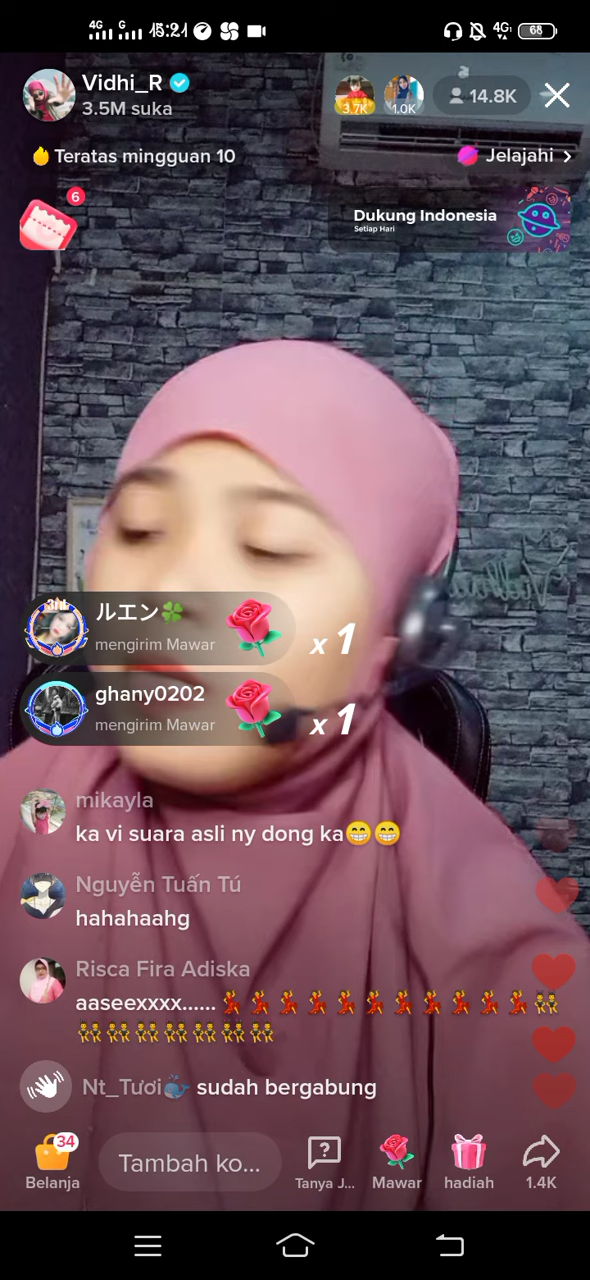 4G G 15:21 4G 68
Vidhi_R
3.5M suka
3.7K 1.0K 14.8K
Teratas mingguan 10
Jelajahi >
6
Dukung Indonesia
Setiap Hari
ルエン🍀
mengirim Mawar
x 1
ghany0202
mengirim Mawar
x 1
mikayla
ka vi suara asli ny dong ka😁😁
Nguyễn Tuấn Tú
hahahaahg
Risca Fira Adiska
aaseexxxx...... 💃💃💃💃💃💃💃💃💃💃💃👯
👯👯👯👯👯👯👯
Nt_Tươi🐳 sudah bergabung
34
Tambah ko...
Belanja
Tanya J...
Mawar
hadiah
1.4K